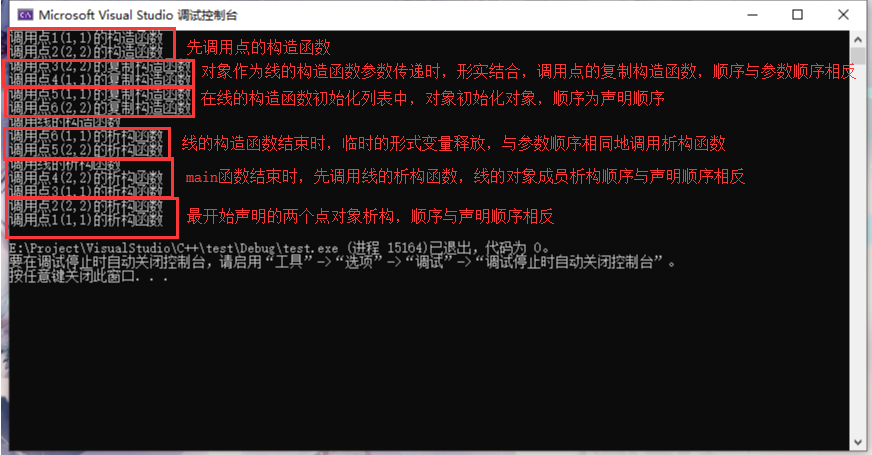 Microsoft Visual Studio 调试控制台
调用点1(1,1)的构造函数
调用点2(2,2)的构造函数
先调用点的构造函数
调用点3(2,2)的复制构造函数
调用点4(1,1)的复制构造函数
对象作为线的构造函数参数传递时，形实结合，调用点的复制构造函数，顺序与参数顺序相反
调用点5(1,1)的复制构造函数
调用点6(2,2)的复制构造函数
在线的构造函数初始化列表中，对象初始化对象，顺序为声明顺序
调用线的构造函数
调用点6(1,1)的析构函数
调用点5(2,2)的析构函数
线的构造函数结束时，临时的形式变量释放，与参数顺序相同地调用析构函数
调用线的析构函数
调用点4(2,2)的析构函数
调用点3(1,1)的析构函数
main函数结束时，先调用线的析构函数，线的对象成员析构顺序与声明顺序相反
调用点2(2,2)的析构函数
调用点1(1,1)的析构函数
最开始声明的两个点对象析构，顺序与声明顺序相反
E:\Project\VisualStudio\C++\test\Debug\test.exe (进程 15164)已退出，代码为 0。
要在调试停止时自动关闭控制台，请启用“工具”->“选项”->“调试”->“调试停止时自动关闭控制台”。
按任意键关闭此窗口. . .